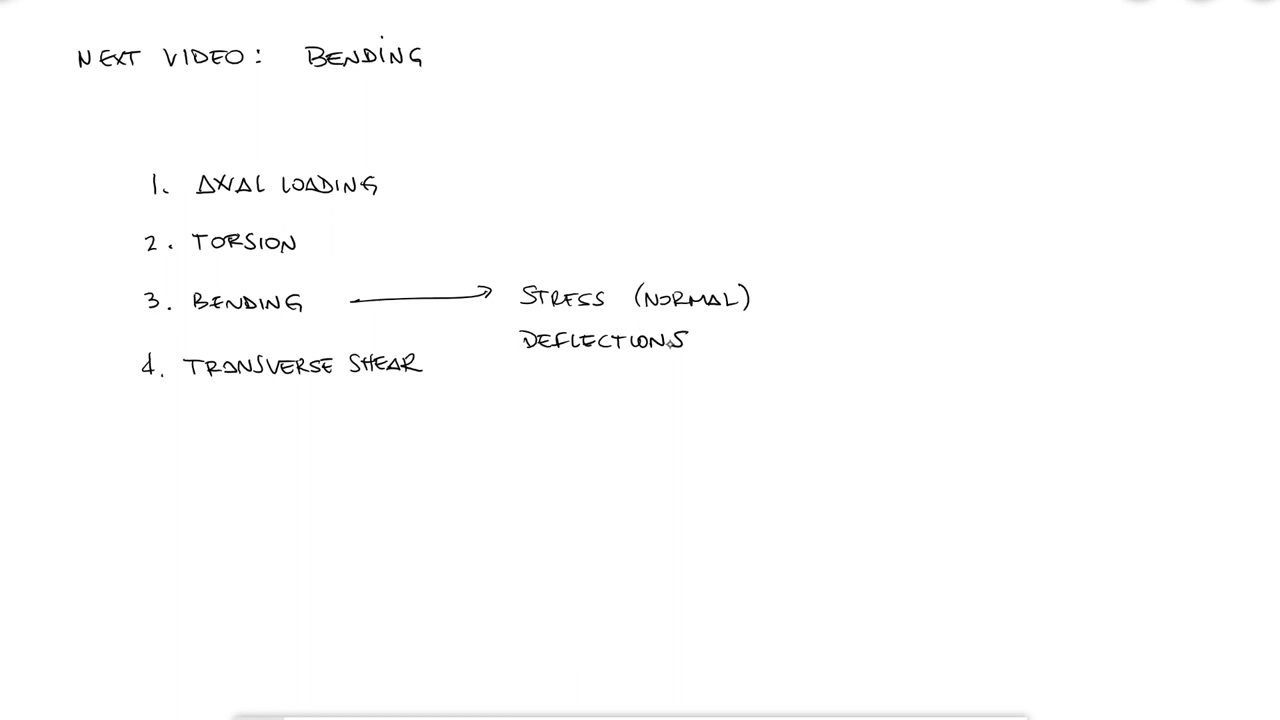 NEXT VIDEO: BENDING
1. AXIAL LOADING
2. TORSION
3. BENDING → STRESS (NORMAL)
DEFLECTIONS
4. TRANSVERSE SHEAR